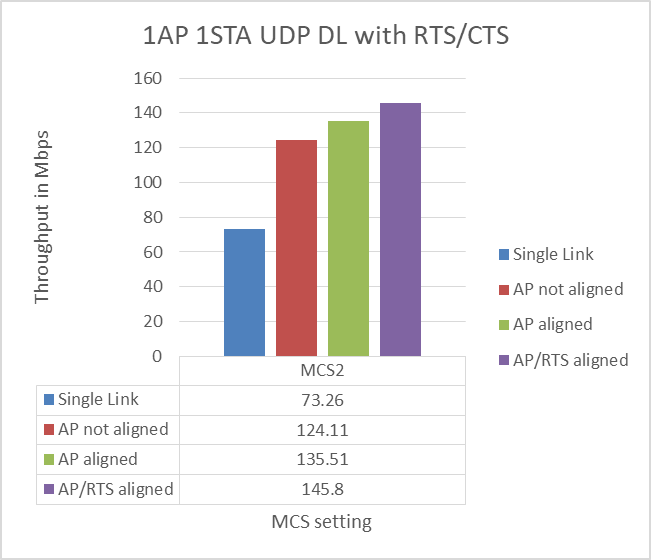 1AP 1STA UDP DL with RTS/CTS
Throughput in Mbps
160
140
120
100
80
60
40
20
0
Single Link
AP not aligned
AP aligned
AP/RTS aligned
MCS2
Single Link 73.26
AP not aligned 124.11
AP aligned 135.51
AP/RTS aligned 145.8
MCS setting